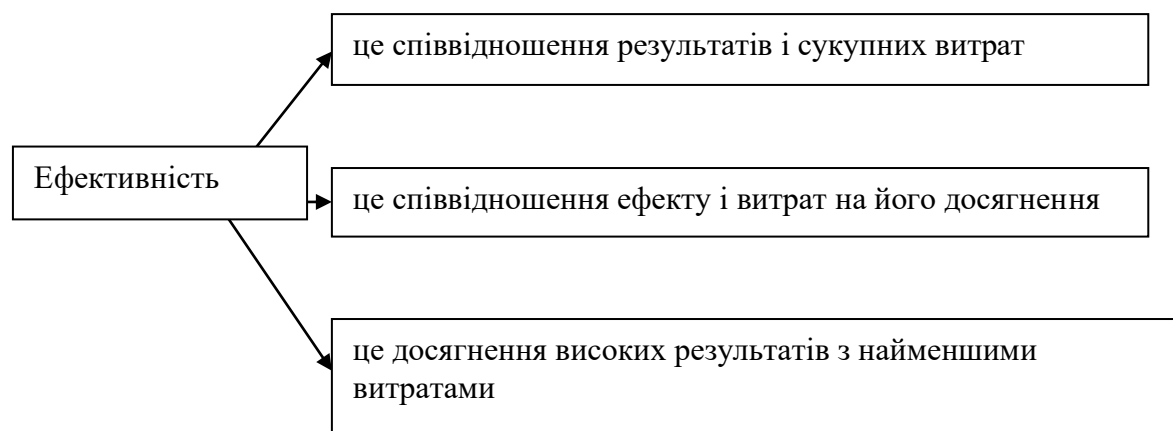 це співвідношення результатів і сукупних витрат
Ефективність
це співвідношення ефекту і витрат на його досягнення
це досягнення високих результатів з найменшими
витратами